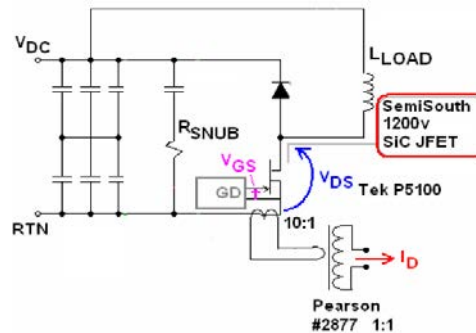 VDC
LLOAD
SemiSouth
1200v
SiC JFET
RSNUB
VGS
GD
VDS
Tek P5100
RTN
10:1
ID
Pearson
#2877 1:1